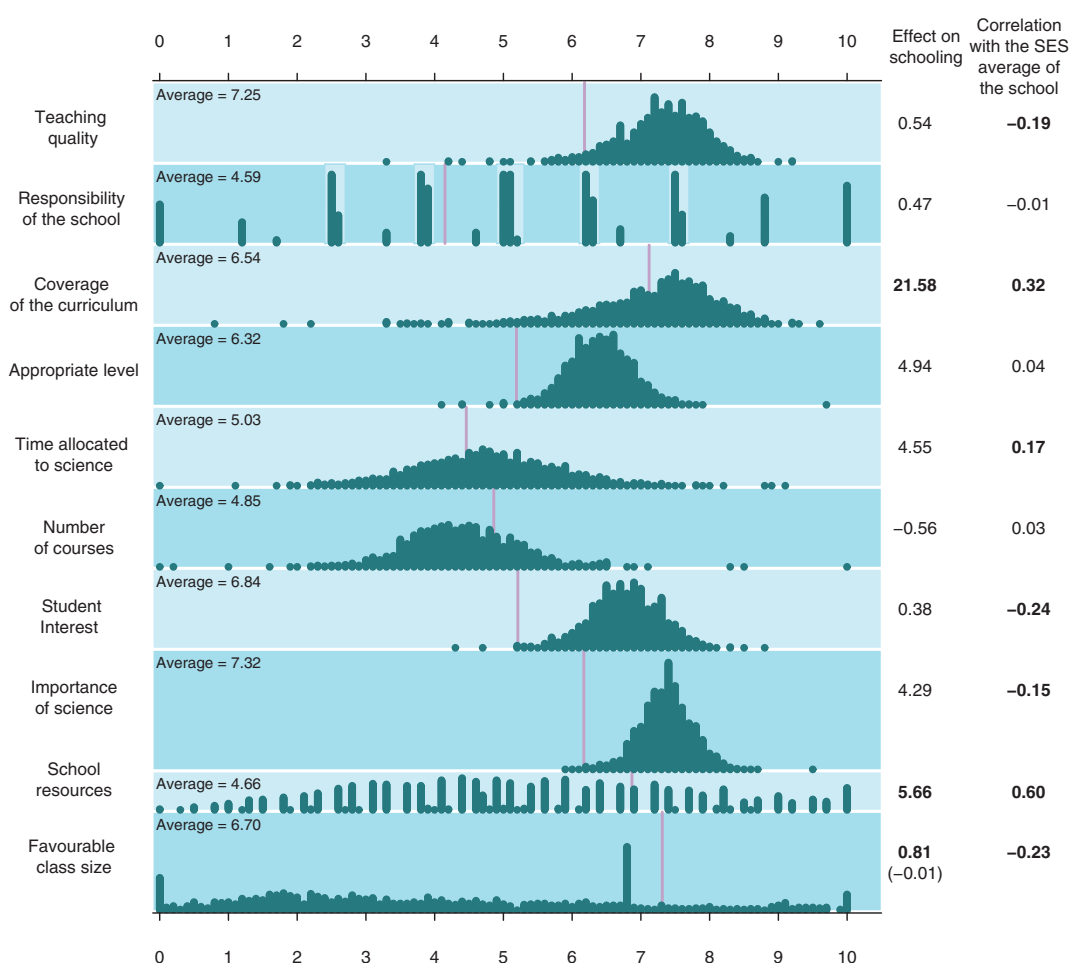 0 1 2 3 4 5 6 7 8 9 10
Effect on
schooling
Correlation
with the SES
average of
the school
Teaching
quality
Average = 7.25
0.54
−0.19
Responsibility
of the school
Average = 4.59
0.47
−0.01
Coverage
of the curriculum
Average = 6.54
21.58
0.32
Appropriate level
Average = 6.32
4.94
0.04
Time allocated
to science
Average = 5.03
4.55
0.17
Number
of courses
Average = 4.85
−0.56
0.03
Student
Interest
Average = 6.84
0.38
−0.24
Importance
of science
Average = 7.32
4.29
−0.15
School
resources
Average = 4.66
5.66
0.60
Favourable
class size
Average = 6.70
0.81
(−0.01)
−0.23
0 1 2 3 4 5 6 7 8 9 10